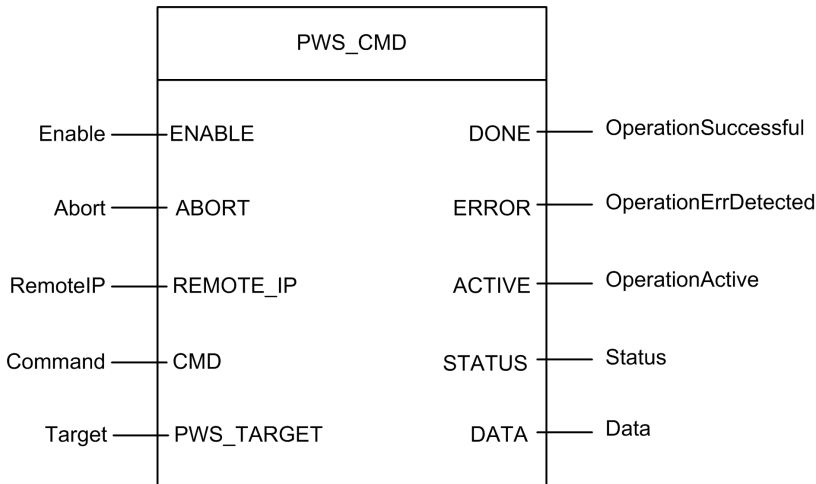 PWS_CMD
Enable ENABLE DONE OperationSuccessful
Abort ABORT ERROR OperationErrDetected
RemoteIP REMOTE_IP ACTIVE OperationActive
Command CMD STATUS Status
Target PWS_TARGET DATA Data